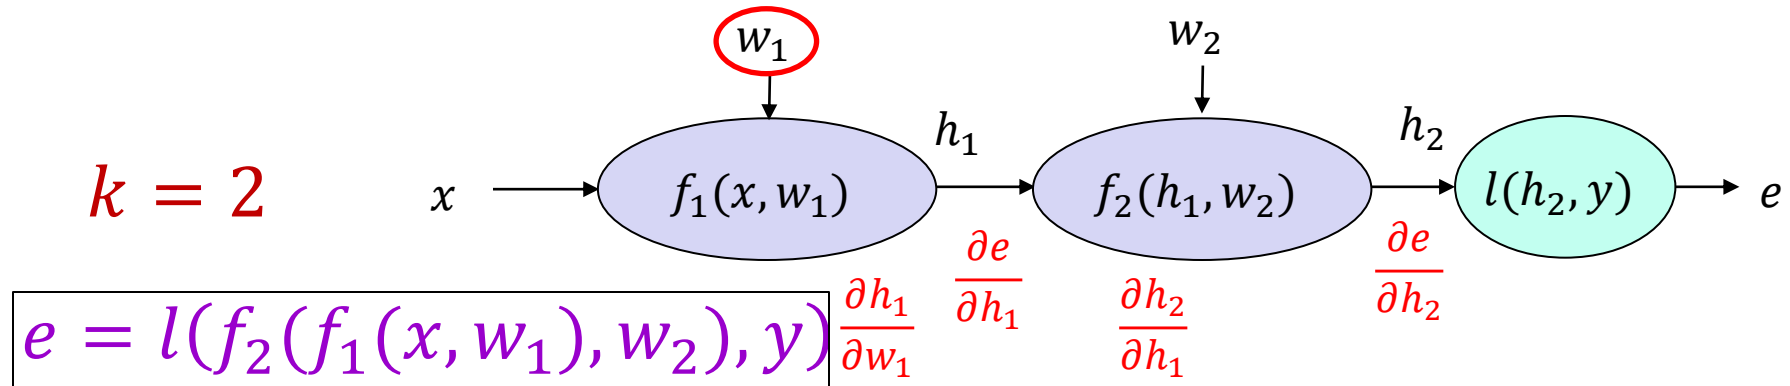 w₁ w₂
h₁ h₂
k = 2 x f₁(x, w₁) f₂(h₁, w₂) l(h₂, y) e
∂e/∂h₁ ∂e/∂h₂
e = l(f₂(f₁(x, w₁), w₂), y) ∂h₁/∂w₁ ∂h₂/∂h₁